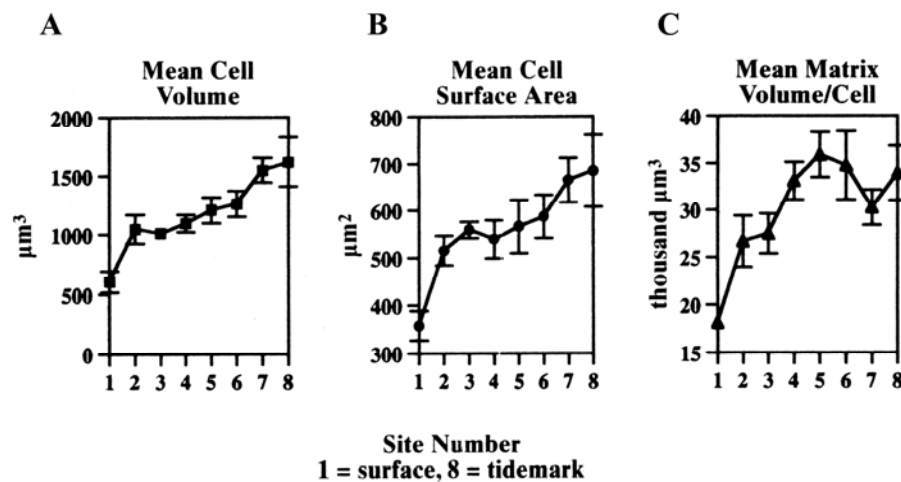 A
B
C
Mean Cell
Volume
2000
1500
1000
500
0
μm³
1 2 3 4 5 6 7 8
Mean Cell
Surface Area
800
700
600
500
400
300
μm²
1 2 3 4 5 6 7 8
Mean Matrix
Volume/Cell
40
35
30
25
20
15
thousand μm³
1 2 3 4 5 6 7 8
Site Number
1 = surface, 8 = tidemark